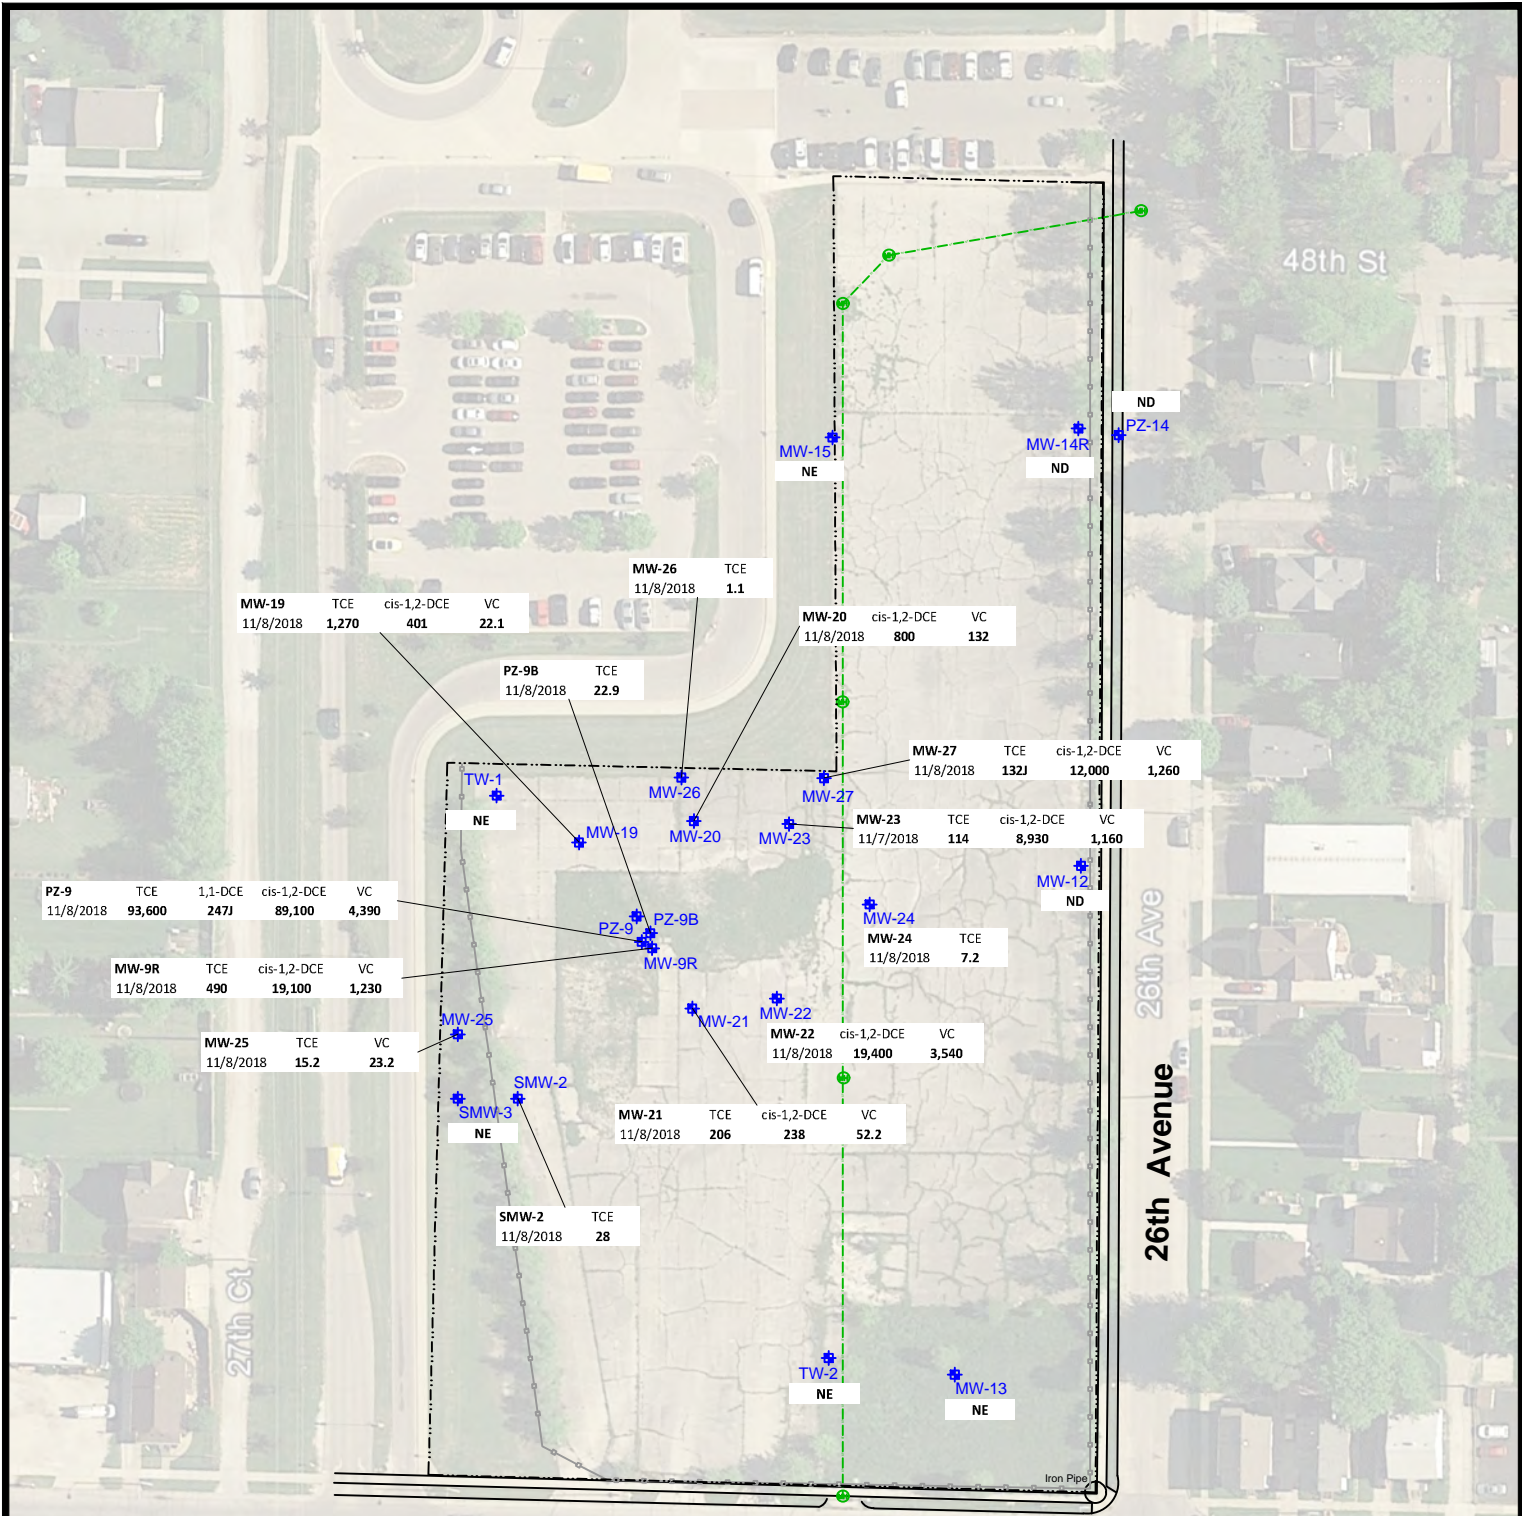 48th St
ND
PZ-14
MW-14R
ND
MW-15
NE
MW-26 TCE
11/8/2018 1.1
MW-19 TCE cis-1,2-DCE VC
11/8/2018 1,270 401 22.1
MW-20 cis-1,2-DCE VC
11/8/2018 800 132
PZ-9B TCE
11/8/2018 22.9
MW-27 TCE cis-1,2-DCE VC
11/8/2018 132J 12,000 1,260
TW-1
NE
MW-26
MW-27
MW-19
MW-20
MW-23
MW-23 TCE cis-1,2-DCE VC
11/7/2018 114 8,930 1,160
MW-12
ND
PZ-9 TCE 1,1-DCE cis-1,2-DCE VC
11/8/2018 93,600 247J 89,100 4,390
PZ-9
PZ-9B
MW-9R
MW-24
MW-24 TCE
11/8/2018 7.2
26th Ave
MW-9R TCE cis-1,2-DCE VC
11/8/2018 490 19,100 1,230
MW-25
MW-21
MW-22
MW-22 cis-1,2-DCE VC
11/8/2018 19,400 3,540
MW-25 TCE VC
11/8/2018 15.2 23.2
SMW-2
SMW-3
NE
MW-21 TCE cis-1,2-DCE VC
11/8/2018 206 238 52.2
26th Avenue
SMW-2 TCE
11/8/2018 28
27th Ct
TW-2
NE
MW-13
NE
Iron Pipe